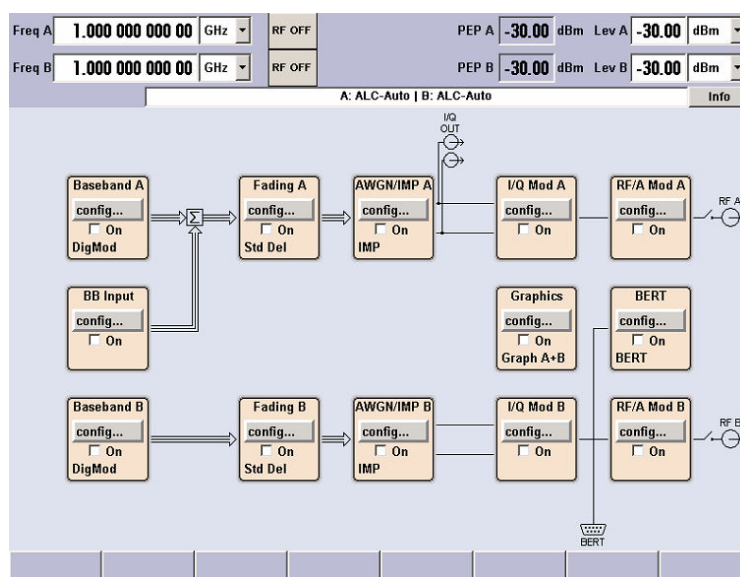 Freq A 1.000 000 000 00 GHz RF OFF PEP A -30.00 dBm Lev A -30.00 dBm
Freq B 1.000 000 000 00 GHz RF OFF PEP B -30.00 dBm Lev B -30.00 dBm
A: ALC-Auto | B: ALC-Auto Info
I/Q
OUT
Baseband A Fading A AWGN/IMP A I/Q Mod A RF/A Mod A
RF A
config... config... config... config... config...
Σ
On On On On On
DigMod Std Del IMP
BB Input Graphics BERT
config... config... config...
On On On
Graph A+B BERT
Baseband B Fading B AWGN/IMP B I/Q Mod B RF/A Mod B
RF B
config... config... config... config... config...
On On On On On
DigMod Std Del IMP
BERT